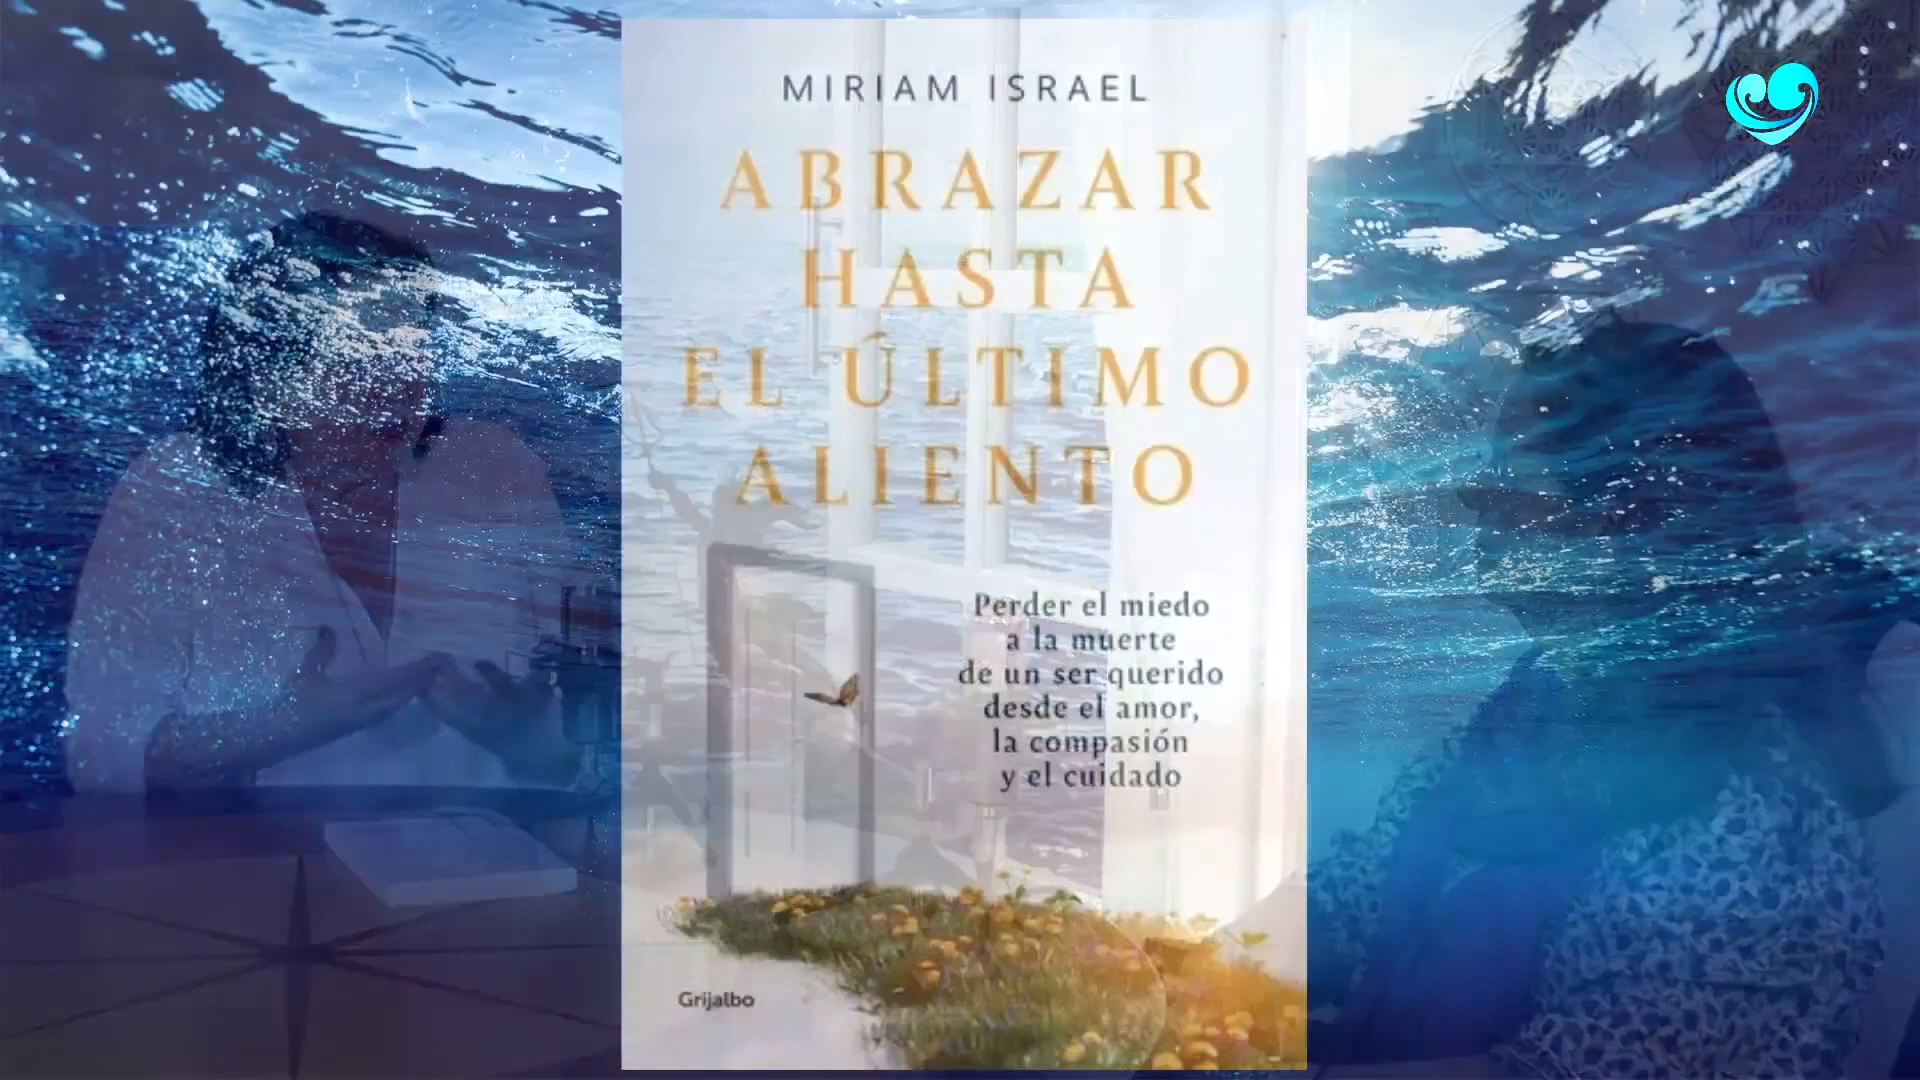 MIRIAM ISRAEL
ABRAZAR
HASTA
EL ÚLTIMO
ALIENTO
Perder el miedo
a la muerte
de un ser querido
desde el amor,
la compasión
y el cuidado
Grijalbo